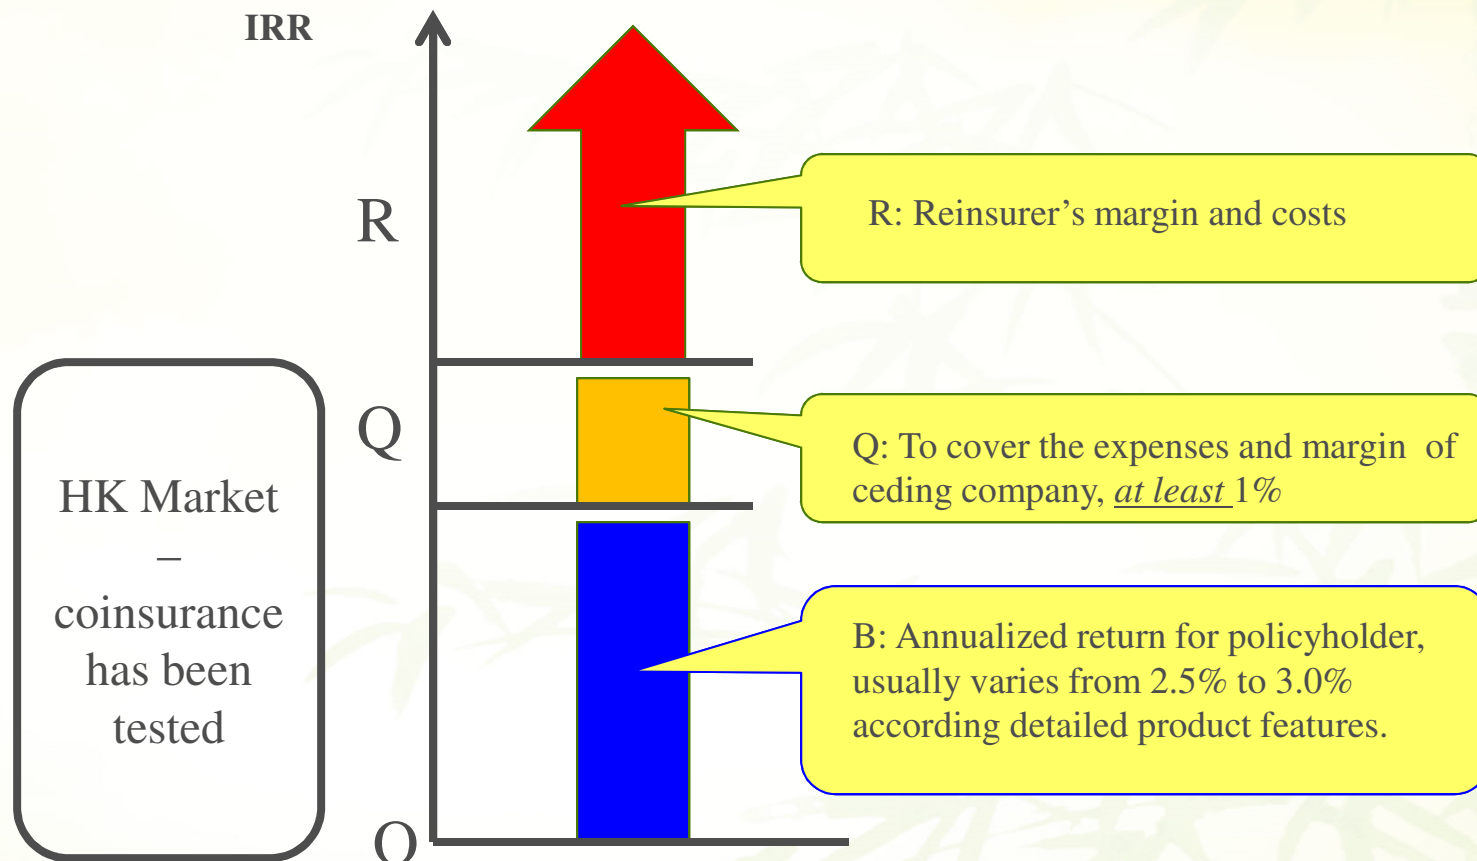 IRR
R
R: Reinsurer’s margin and costs
Q
Q: To cover the expenses and margin of
ceding company, at least 1%
HK Market
–
coinsurance
has been
tested
B: Annualized return for policyholder,
usually varies from 2.5% to 3.0%
according detailed product features.
O